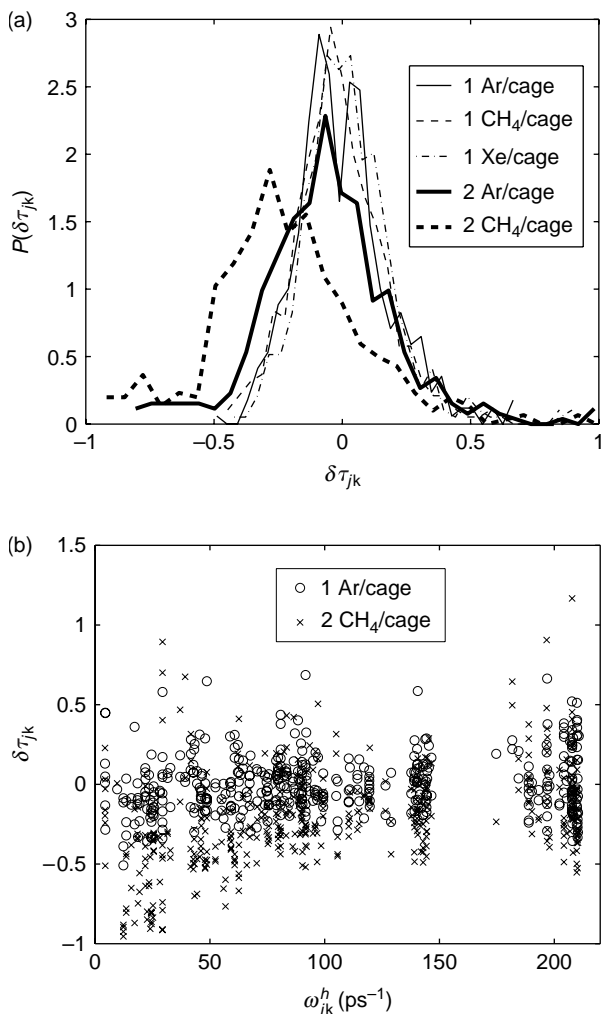 (a)
3
2.5
2
1.5
1
0.5
0
P(δτjk)
1 Ar/cage
1 CH4/cage
1 Xe/cage
2 Ar/cage
2 CH4/cage
−1
−0.5
0
0.5
1
δτjk
(b)
1.5
1
0.5
0
−0.5
−1
δτjk
1 Ar/cage
2 CH4/cage
0
50
100
150
200
ωhjk (ps−1)